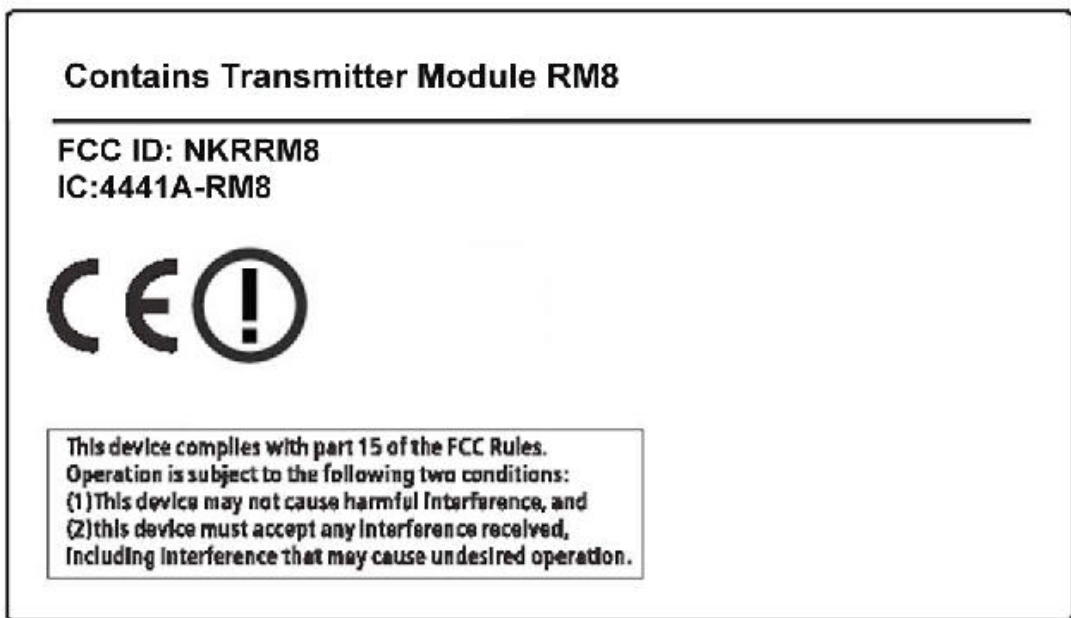 Contains Transmitter Module RM8
FCC ID: NKRRM8
IC:4441A-RM8
CE
This device complies with part 15 of the FCC Rules.
Operation is subject to the following two conditions:
(1)This device may not cause harmful interference, and
(2)this device must accept any interference received,
including interference that may cause undesired operation.